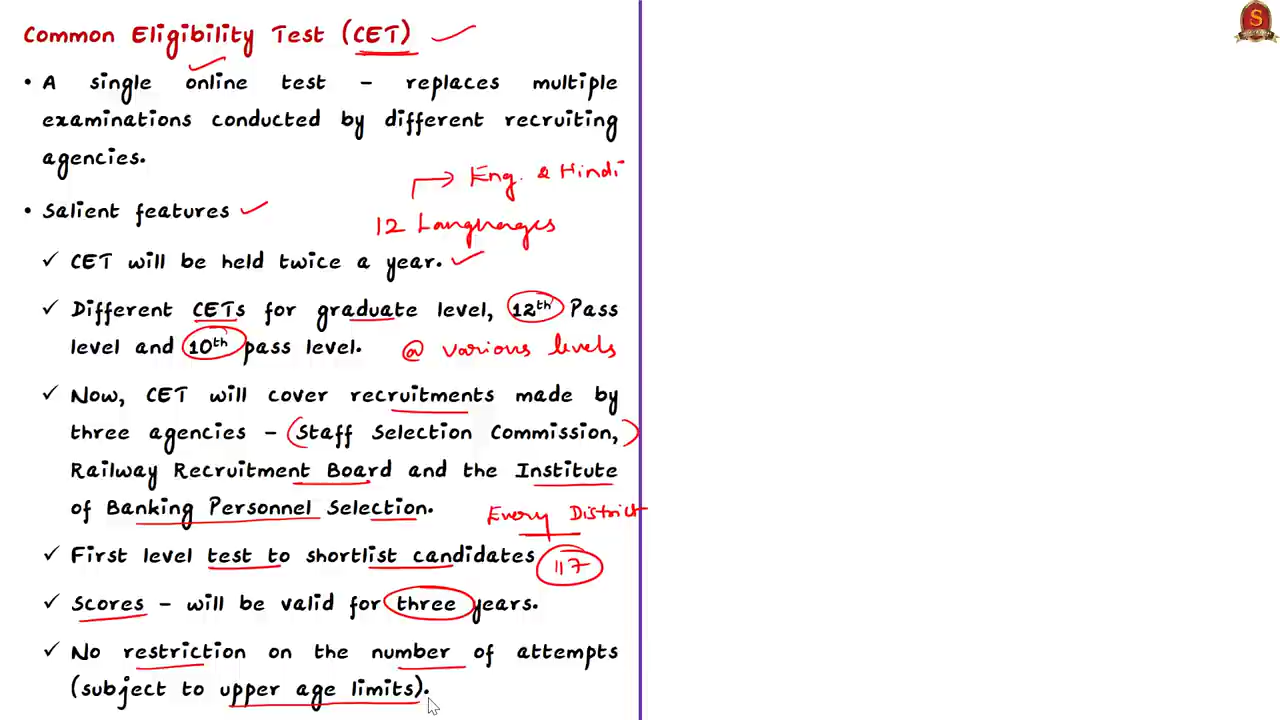 Common Eligibility Test (CET)
• A single online test – replaces multiple
examinations conducted by different recruiting
agencies.
Eng. & Hindi
• Salient features
12 Languages
✓ CET will be held twice a year.
✓ Different CETs for graduate level, 12th Pass
level and 10th pass level. @ various levels
✓ Now, CET will cover recruitments made by
three agencies – (Staff Selection Commission,)
Railway Recruitment Board and the Institute
of Banking Personnel Selection.
Every District
✓ First level test to shortlist candidates
117
✓ Scores – will be valid for three years.
✓ No restriction on the number of attempts
(subject to upper age limits).
S